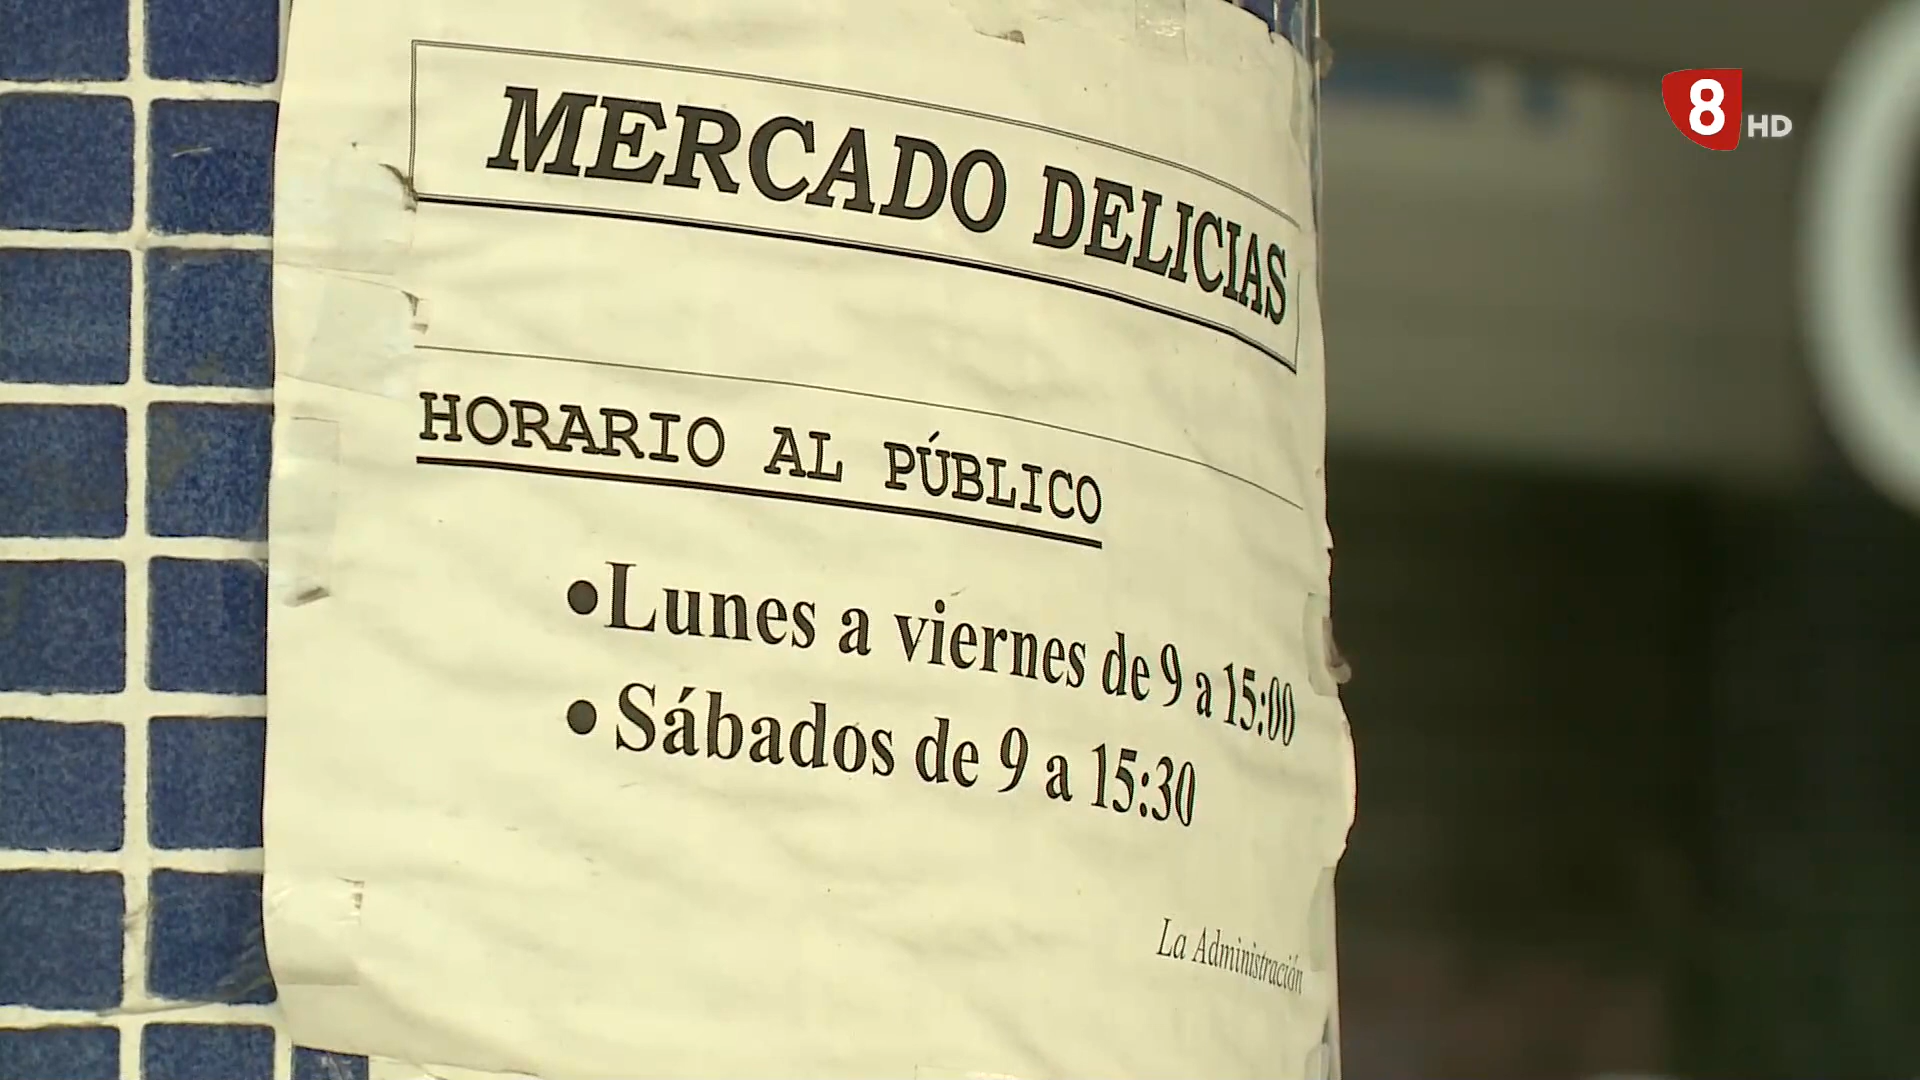 8 HD
MERCADO DELICIAS
HORARIO AL PÚBLICO
•Lunes a viernes de 9 a 15:00
• Sábados de 9 a 15:30
La Administración